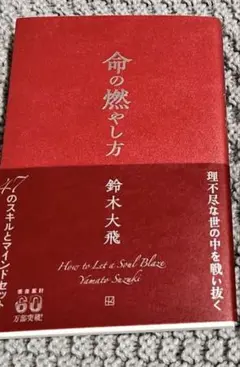 命の燃やし方
鈴木大飛
理不尽な世の中を戦い抜く
47のスキルとマインドセット
How to Let a Soul Blaze
Yamato Suzuki
60
万部突破!